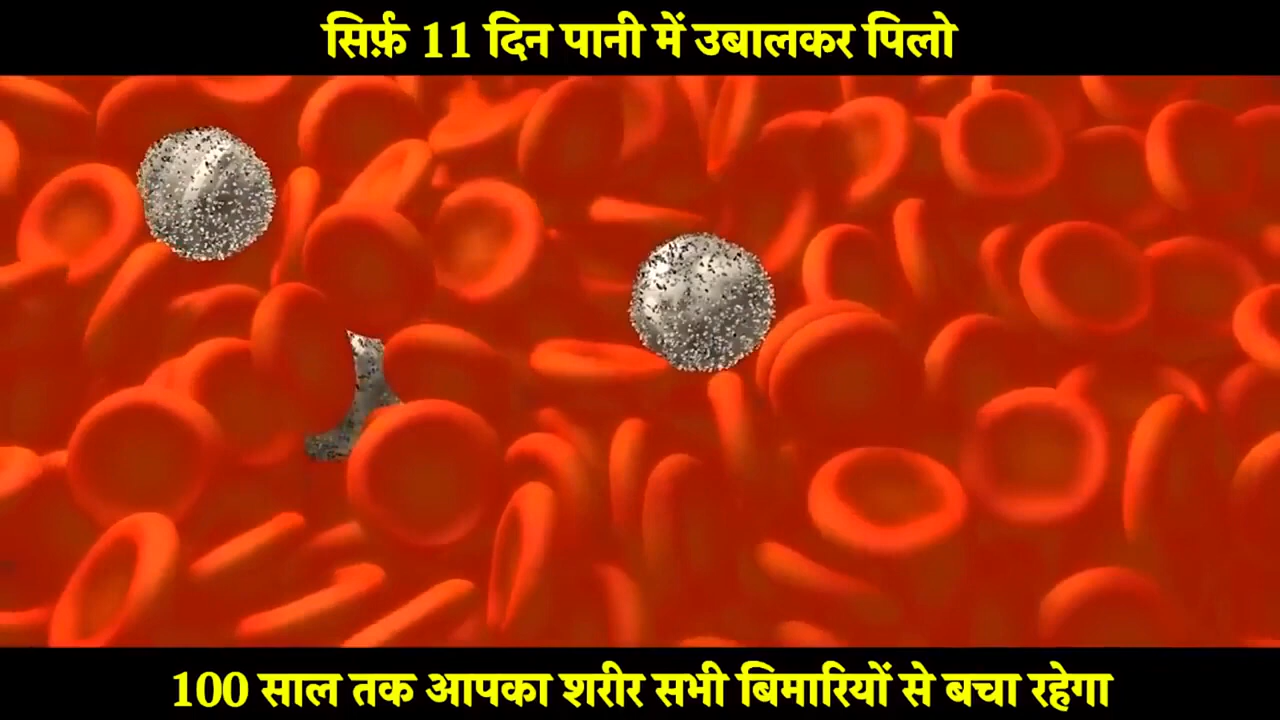 सिर्फ़ 11 दिन पानी में उबालकर पिलो
100 साल तक आपका शरीर सभी बिमारियों से बचा रहेगा